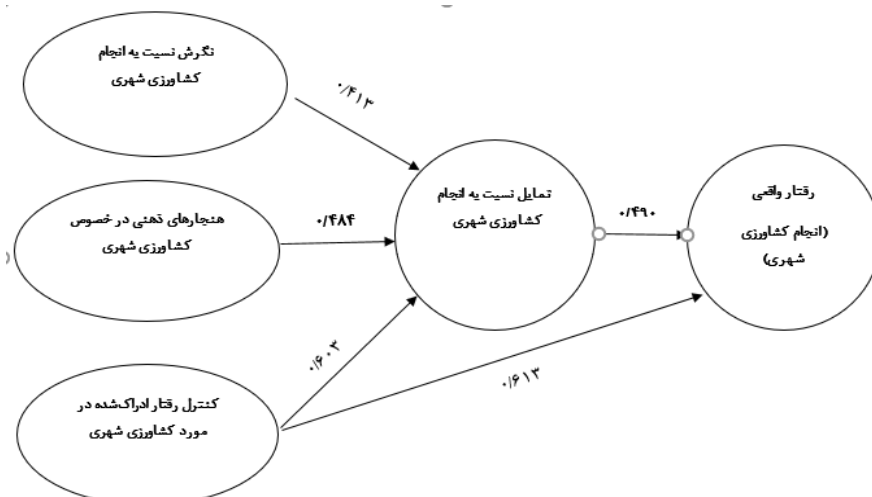 نگرش نسبت به انجام
کشاورزی شهری
۰/۴۱۳
هنجارهای ذهنی در خصوص
کشاورزی شهری
۰/۴۸۴
تمایل نسبت به انجام
کشاورزی شهری
۰/۴۹۰
رفتار واقعی
(انجام کشاورزی
شهری)
کنترل رفتار ادراک‌شده در
مورد کشاورزی شهری
۰/۶۰۳
۰/۶۱۳